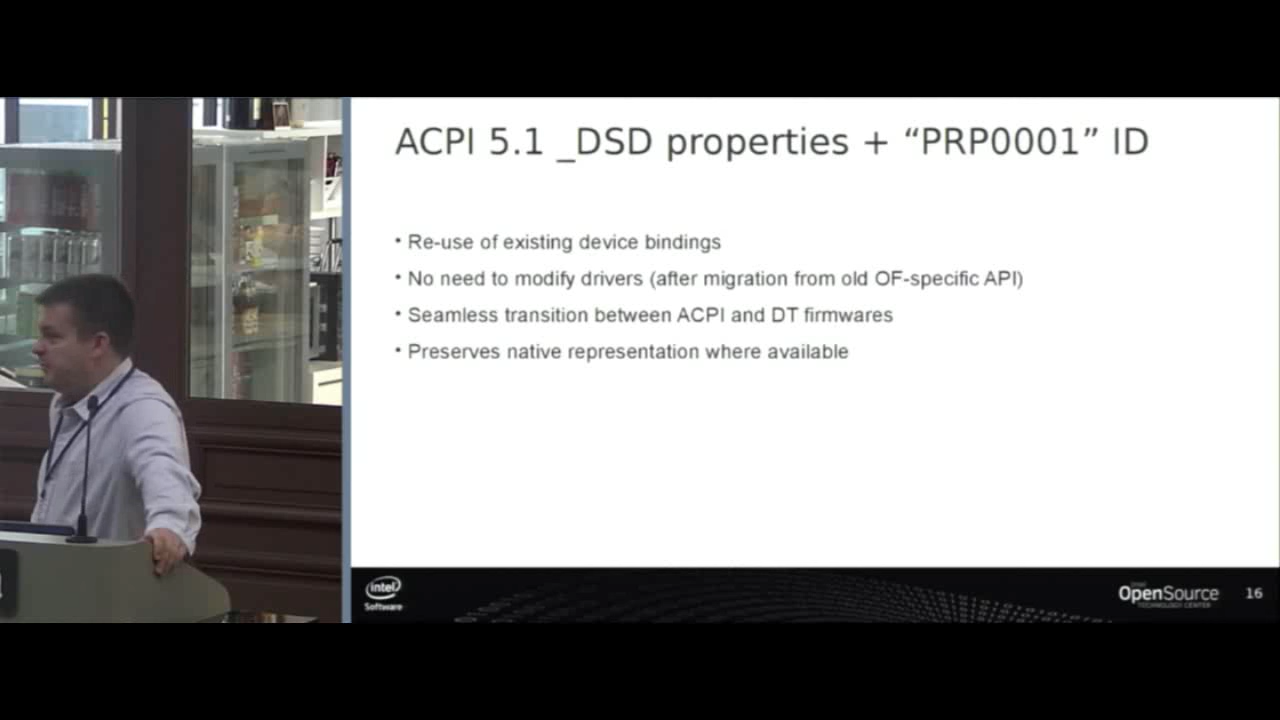 ACPI 5.1 _DSD properties + “PRP0001” ID
• Re-use of existing device bindings
• No need to modify drivers (after migration from old OF-specific API)
• Seamless transition between ACPI and DT firmwares
• Preserves native representation where available
intel
Software
OpenSource
TECHNOLOGY CENTER
16